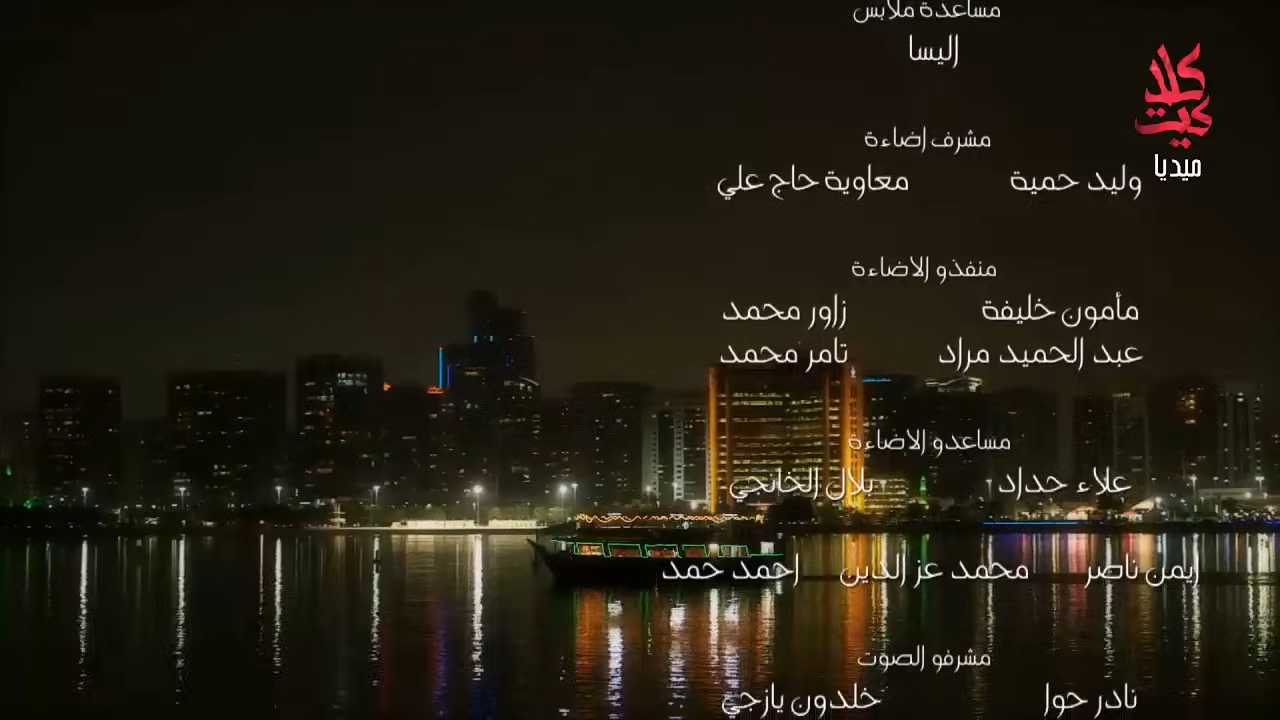 مساعدة ملابس
إليسا
كلاكيت
ميديا
مشرف إضاءة
وليد حمية معاوية حاج علي
منفذو الاضاءة
مأمون خليفة زاور محمد
عبد الحميد مراد تامر محمد
مساعدو الاضاءة
علاء حداد بلال الخانجي
أيمن ناصر محمد عز الدين احمد حمد
مشرفو الصوت
نادر حوا خلدون يازجي